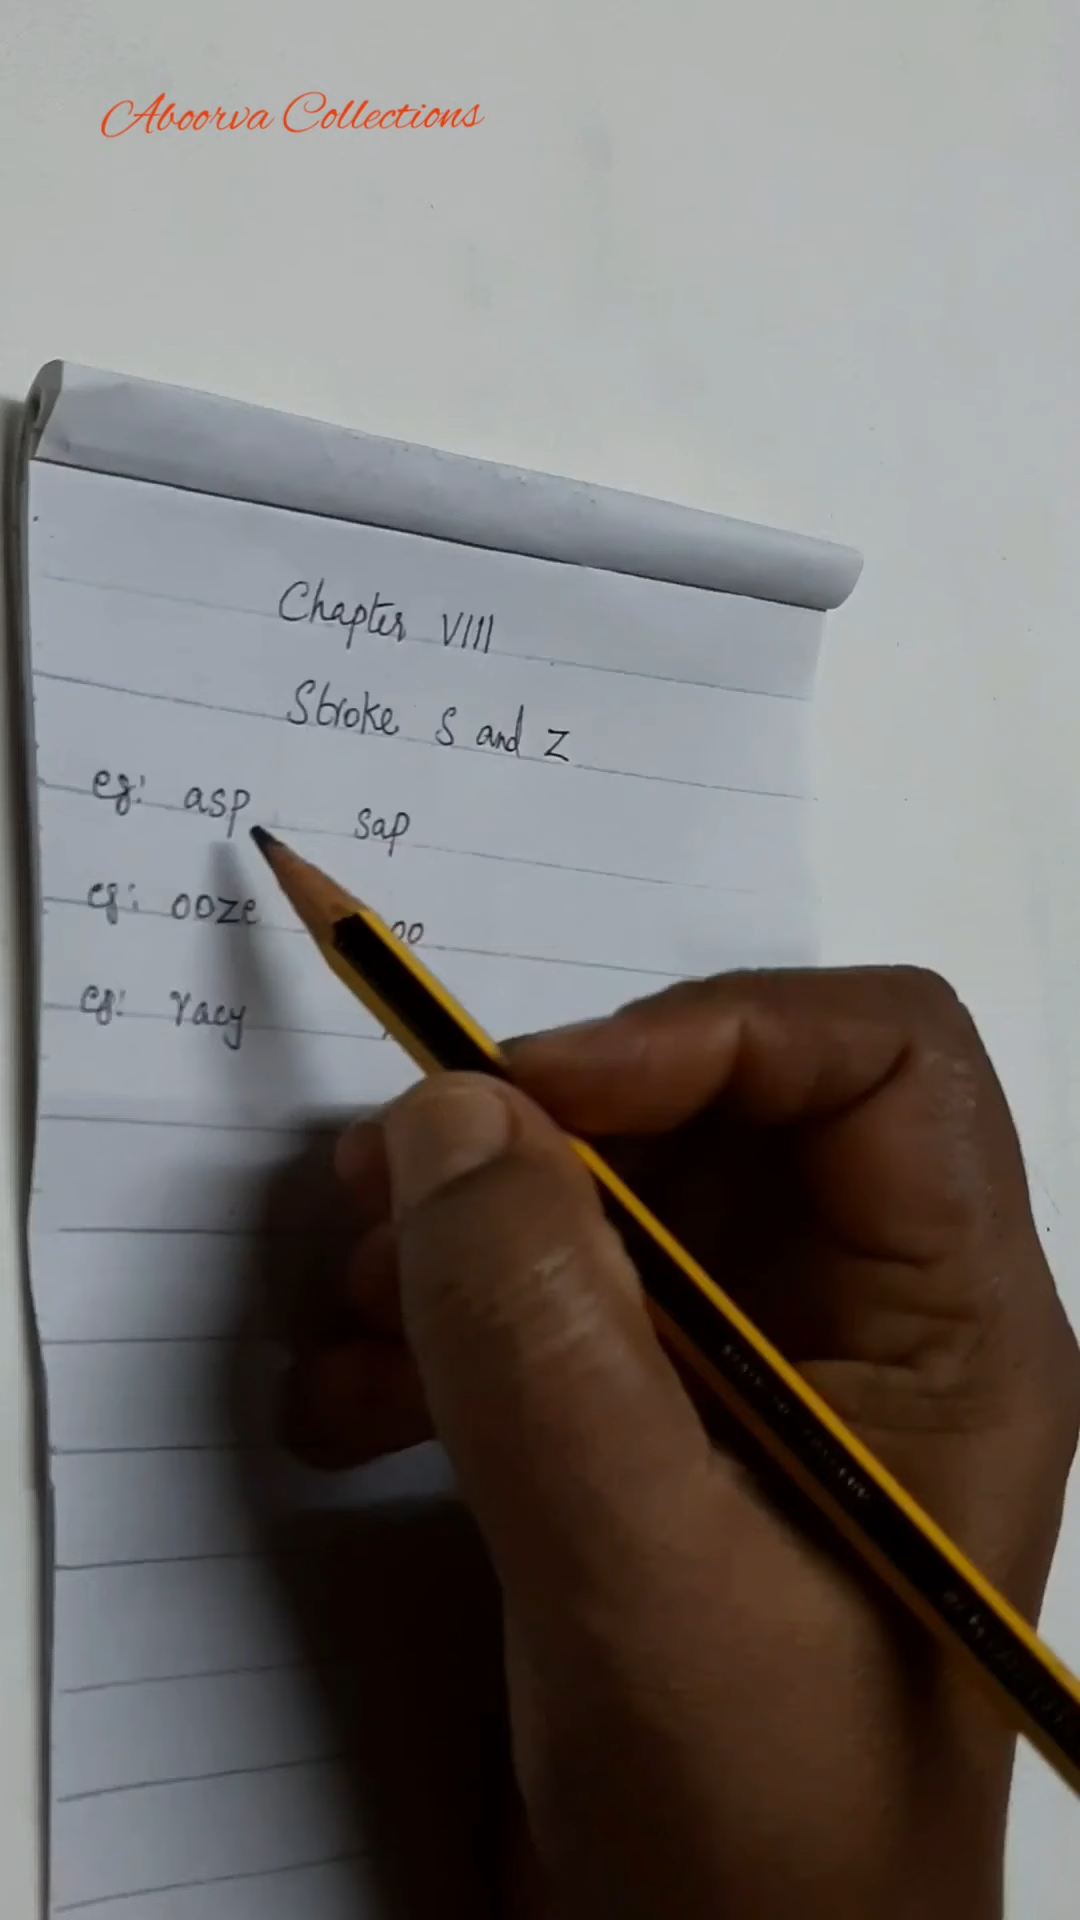 Aboorva Collections
Chapter VIII
Stroke S and Z
eg: asp sap
eg: ooze
eg: racy